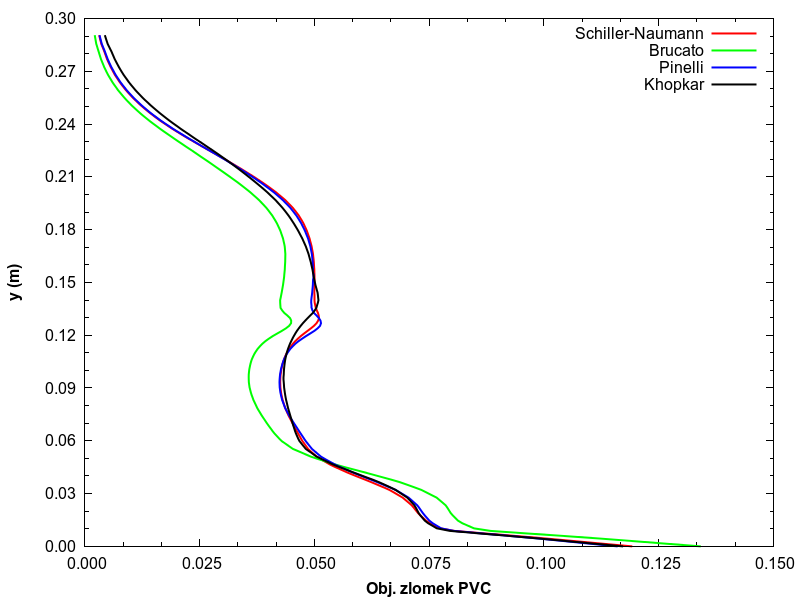 0.30
0.27
0.24
0.21
0.18
0.15
0.12
0.09
0.06
0.03
0.00
y (m)
Schiller-Naumann
Brucato
Pinelli
Khopkar
0.000 0.025 0.050 0.075 0.100 0.125 0.150
Obj. zlomek PVC